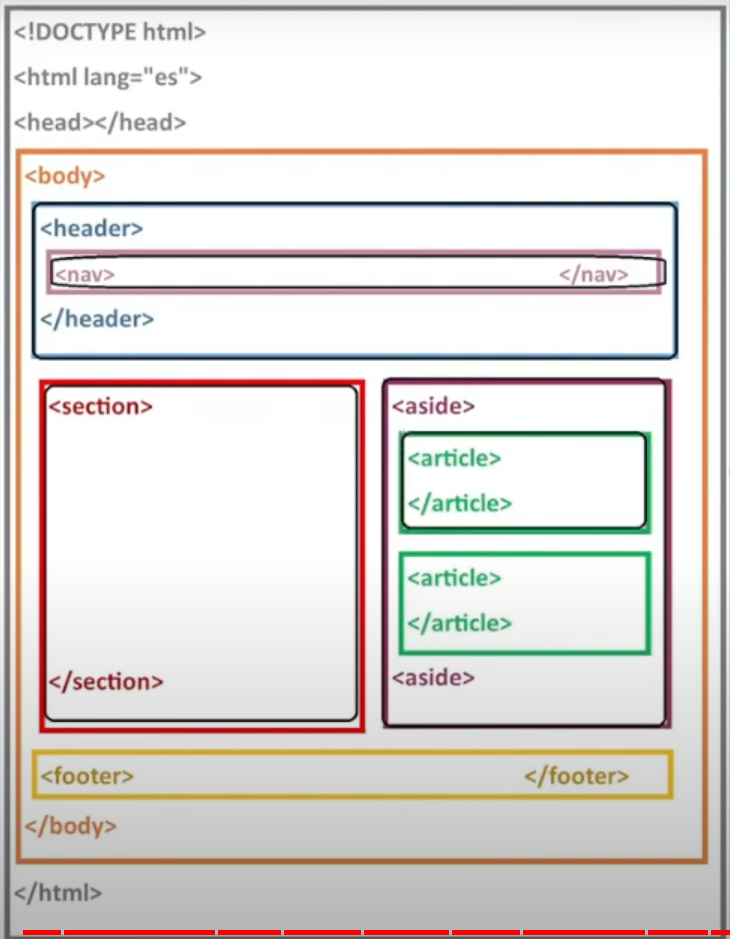 <!DOCTYPE html>
<html lang="es">
<head></head>
<body>
<header>
<nav> </nav>
</header>
<section>
</section>
<aside>
<article>
</article>
<article>
</article>
<aside>
<footer> </footer>
</body>
</html>